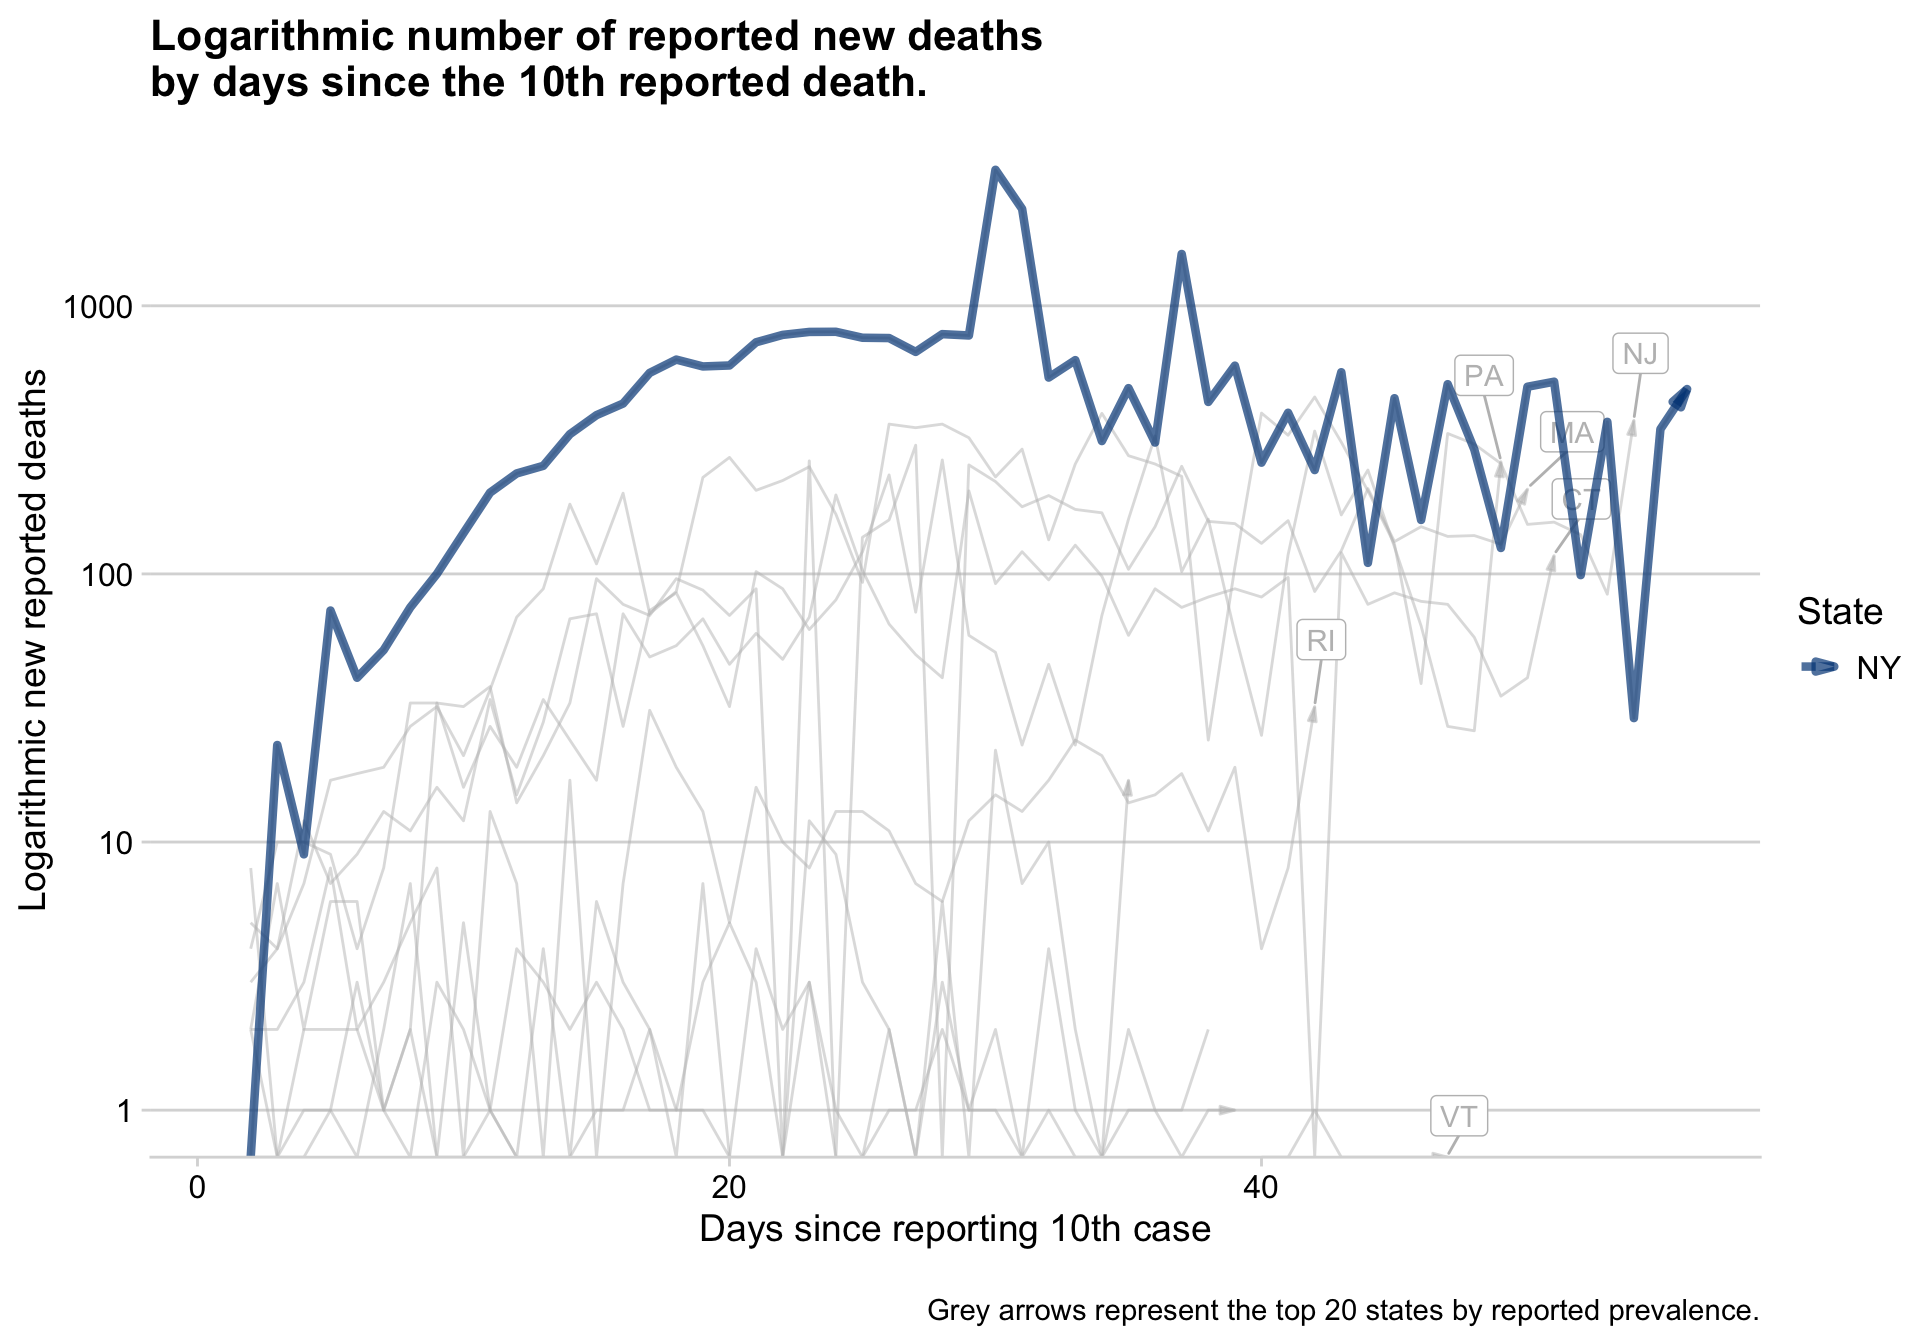 Logarithmic number of reported new deaths
by days since the 10th reported death.
Logarithmic new reported deaths
1000
100
10
1
PA
NJ
MA
CT
RI
VT
State
NY
0
20
40
Days since reporting 10th case
Grey arrows represent the top 20 states by reported prevalence.